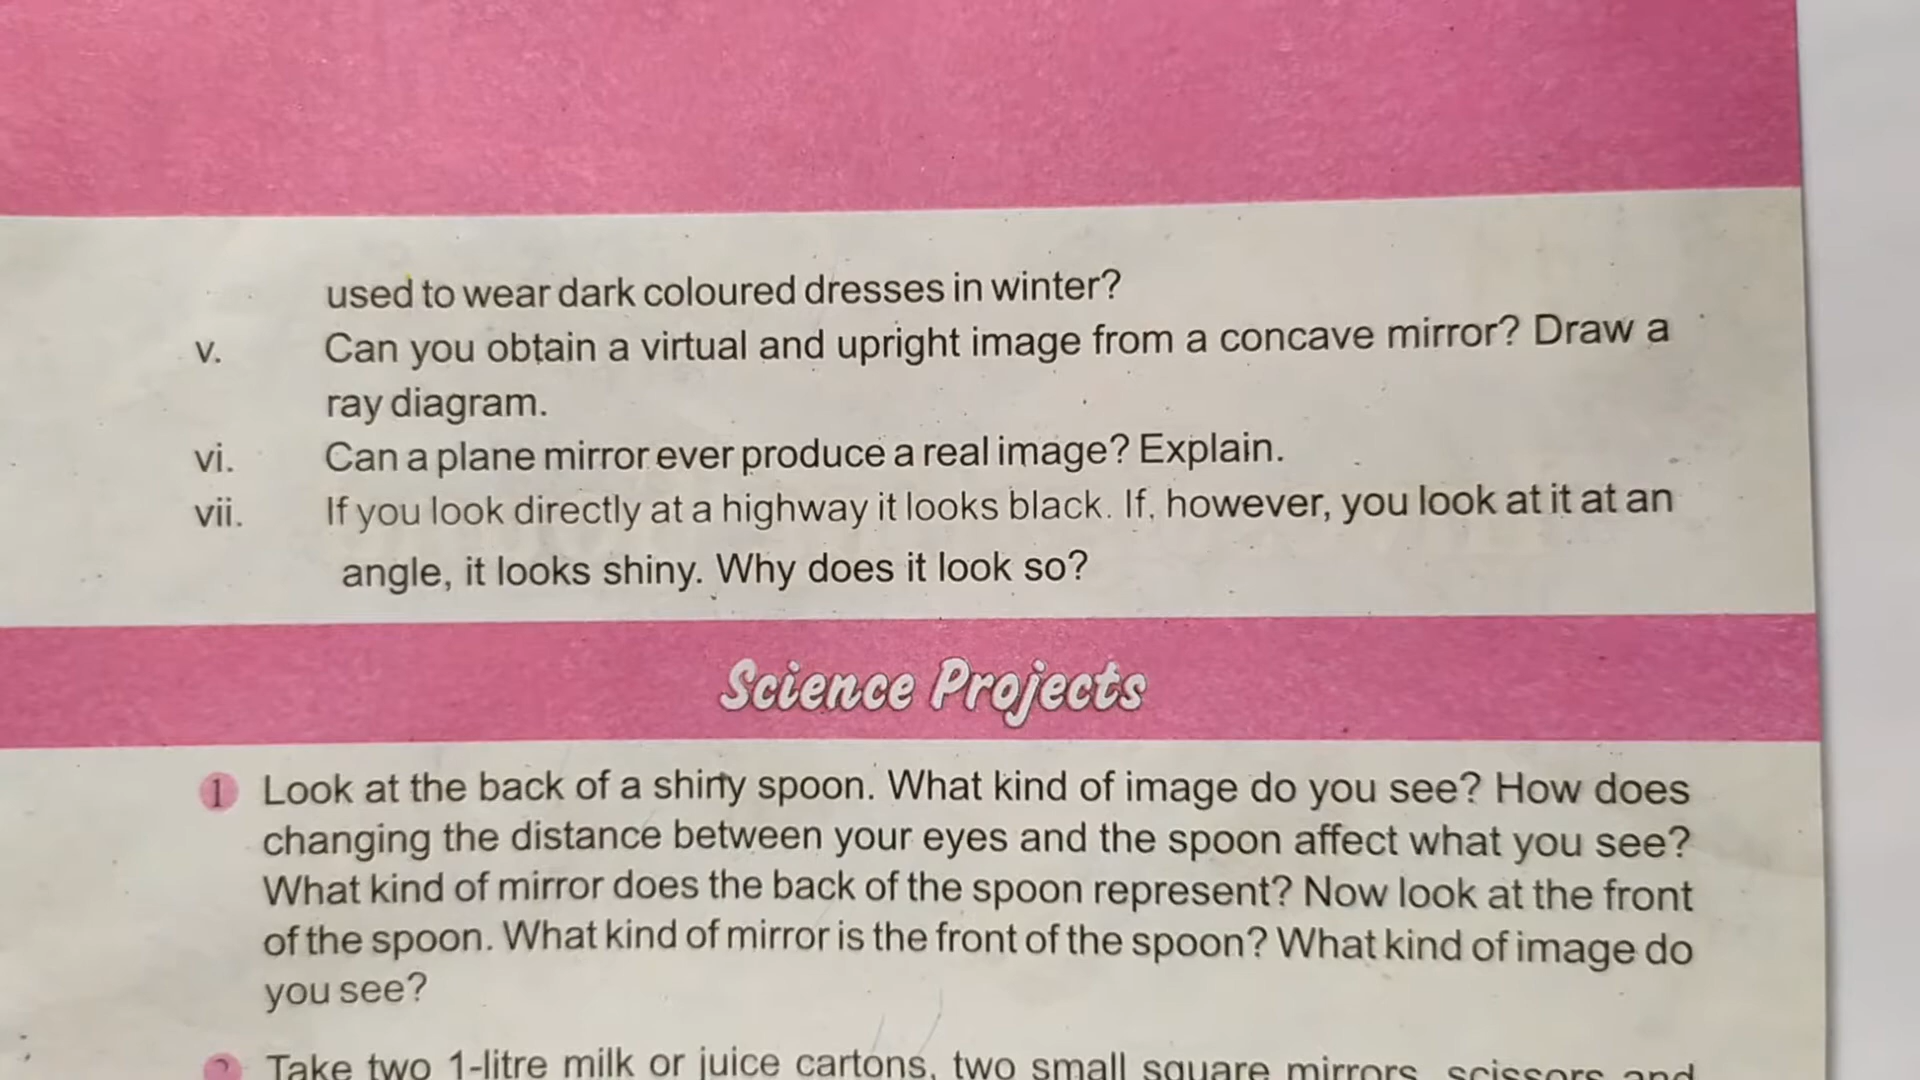 used to wear dark coloured dresses in winter?
v. Can you obtain a virtual and upright image from a concave mirror? Draw a
ray diagram.
vi. Can a plane mirror ever produce a real image? Explain.
vii. If you look directly at a highway it looks black. If, however, you look at it at an
angle, it looks shiny. Why does it look so?
Science Projects
1 Look at the back of a shiny spoon. What kind of image do you see? How does
changing the distance between your eyes and the spoon affect what you see?
What kind of mirror does the back of the spoon represent? Now look at the front
of the spoon. What kind of mirror is the front of the spoon? What kind of image do
you see?
2 Take two 1-litre milk or juice cartons, two small square mirrors, scissors and